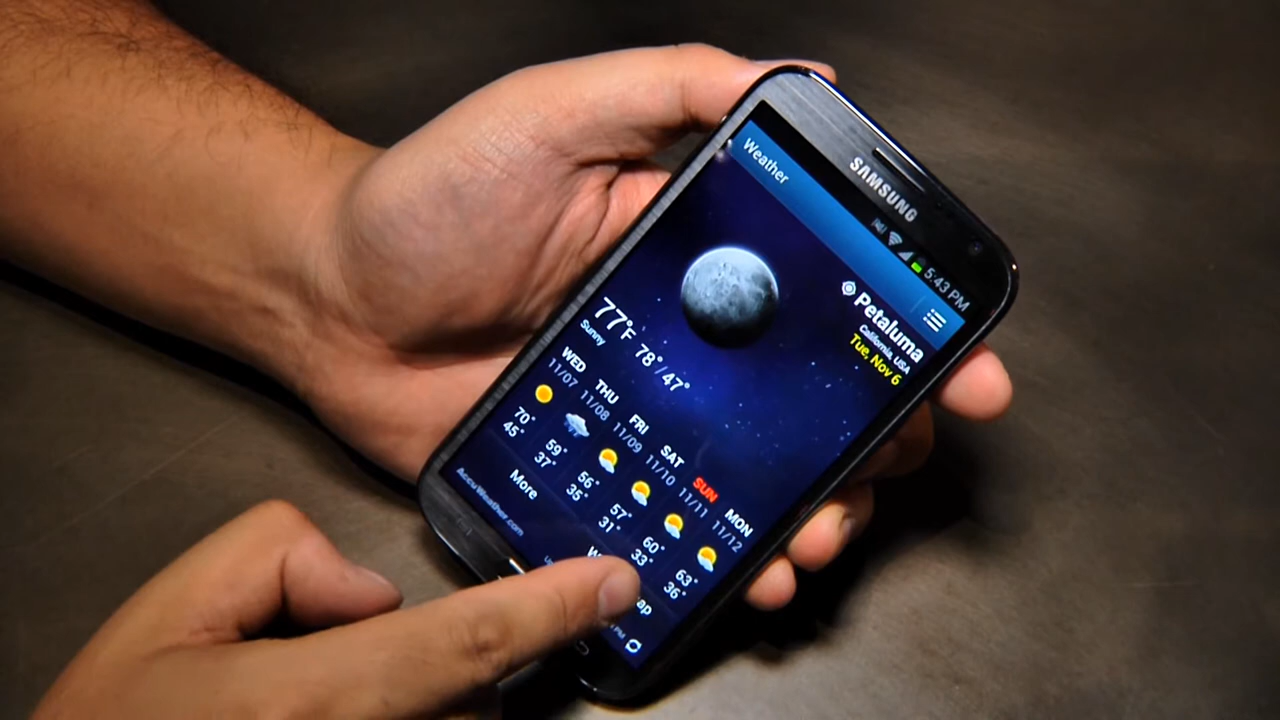 SAMSUNG
5:43 PM
Weather
Petaluma
California, USA
Tue, Nov 6
77°F 78°/47°
Sunny
WED THU FRI SAT SUN MON
11/07 11/08 11/09 11/10 11/11 11/12
70° 59° 56° 57° 60° 63°
45° 37° 35° 31° 33° 36°
More
AccuWeather.com
PM